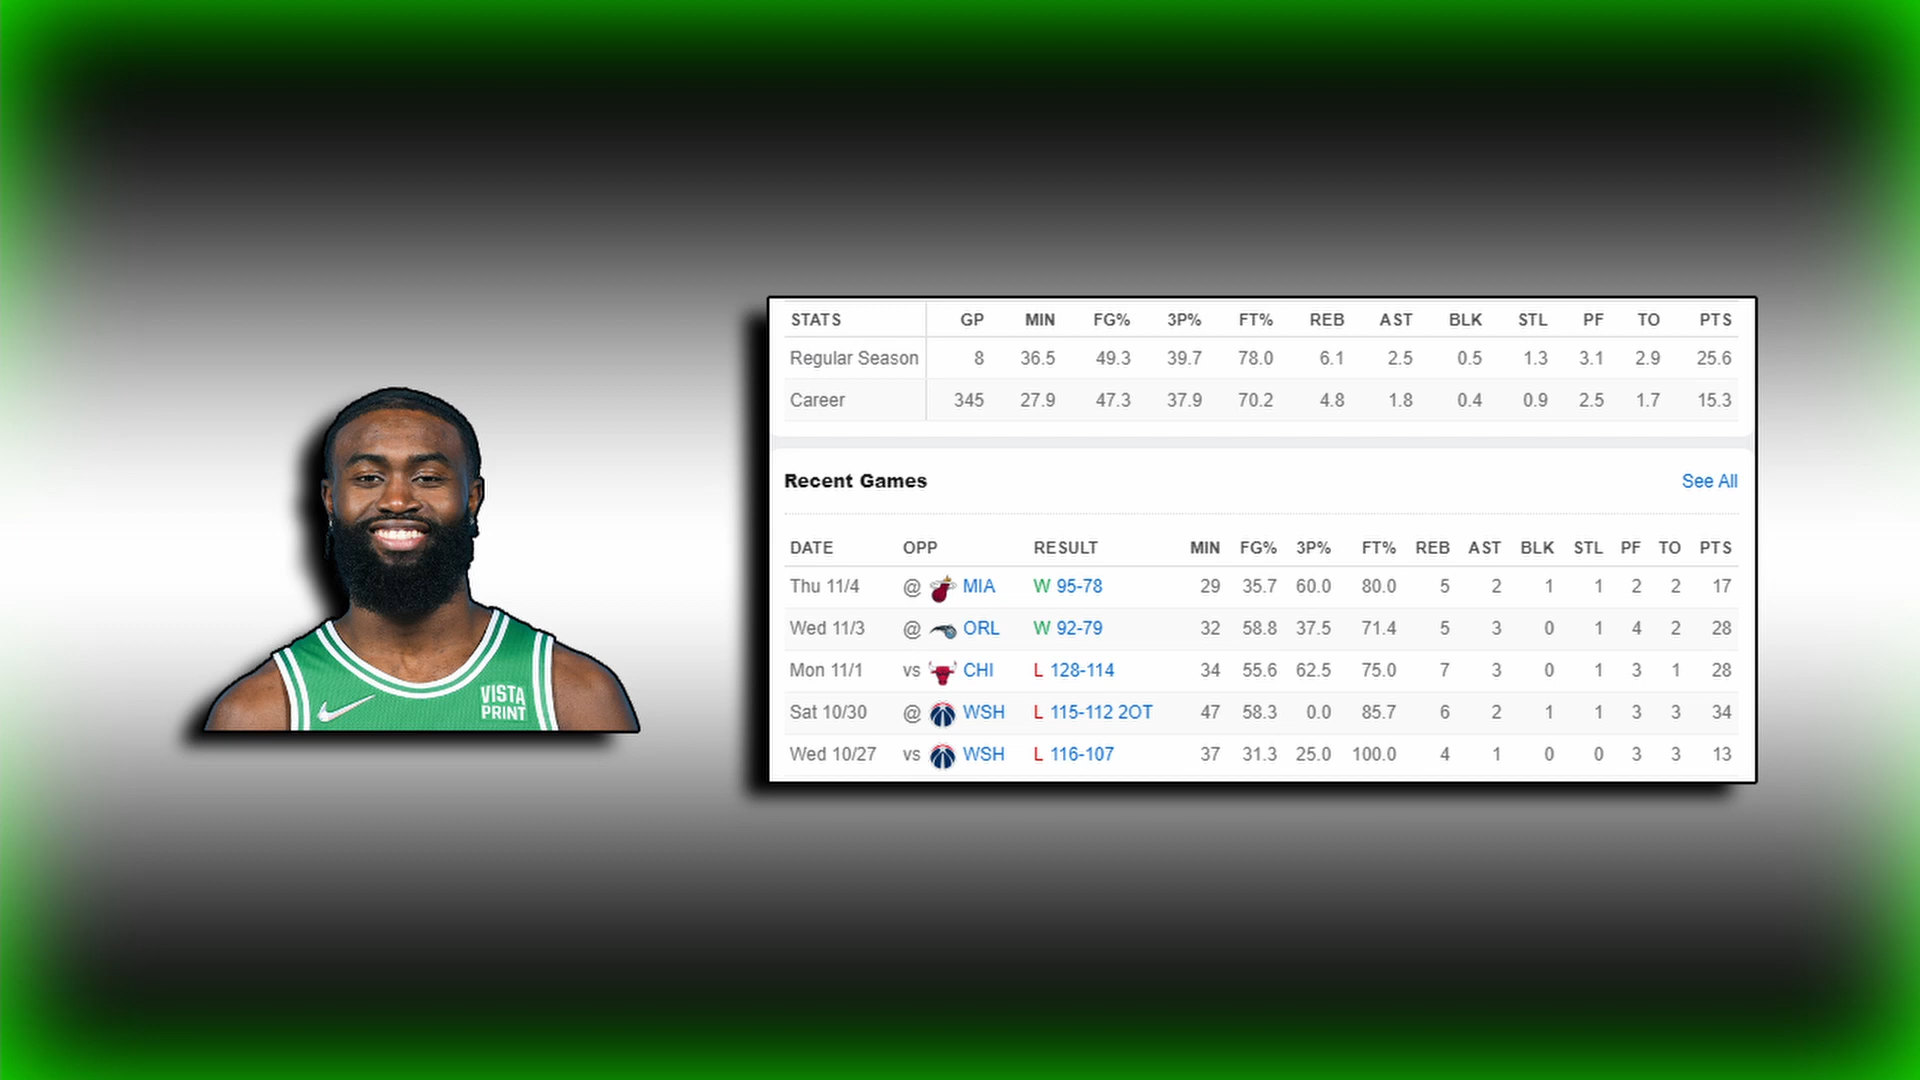 STATS GP MIN FG% 3P% FT% REB AST BLK STL PF TO PTS
Regular Season 8 36.5 49.3 39.7 78.0 6.1 2.5 0.5 1.3 3.1 2.9 25.6
Career 345 27.9 47.3 37.9 70.2 4.8 1.8 0.4 0.9 2.5 1.7 15.3
Recent Games See All
DATE OPP RESULT MIN FG% 3P% FT% REB AST BLK STL PF TO PTS
Thu 11/4 @ MIA W 95-78 29 35.7 60.0 80.0 5 2 1 1 2 2 17
Wed 11/3 @ ORL W 92-79 32 58.8 37.5 71.4 5 3 0 1 4 2 28
Mon 11/1 vs CHI L 128-114 34 55.6 62.5 75.0 7 3 0 1 3 1 28
Sat 10/30 @ WSH L 115-112 2OT 47 58.3 0.0 85.7 6 2 1 1 3 3 34
Wed 10/27 vs WSH L 116-107 37 31.3 25.0 100.0 4 1 0 0 3 3 13
VISTA
PRINT